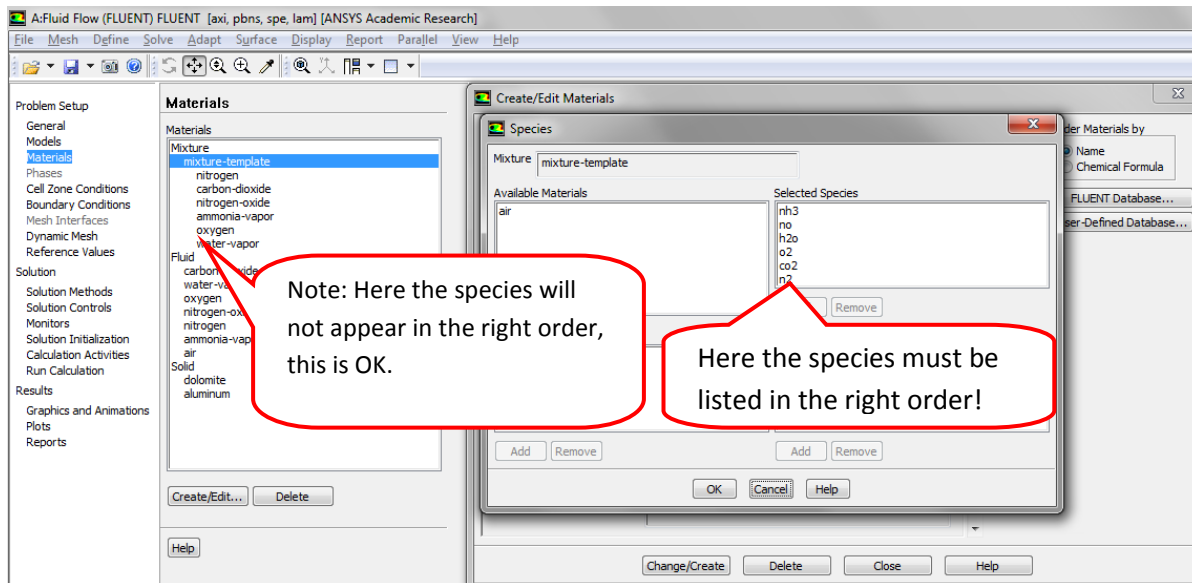 A:Fluid Flow (FLUENT) FLUENT [axi, pbns, spe, lam] [ANSYS Academic Research]
File Mesh Define Solve Adapt Surface Display Report Parallel View Help
Problem Setup
General
Models
Materials
Phases
Cell Zone Conditions
Boundary Conditions
Mesh Interfaces
Dynamic Mesh
Reference Values
Solution
Solution Methods
Solution Controls
Monitors
Solution Initialization
Calculation Activities
Run Calculation
Results
Graphics and Animations
Plots
Reports
Materials
Materials
Mixture
mixture-template
nitrogen
carbon-dioxide
nitrogen-oxide
ammonia-vapor
oxygen
water-vapor
Fluid
carbon-
oxygen
nitrogen-ox
nitrogen
ammonia-vap
air
Solid
dolomite
aluminum
Create/Edit... Delete
Help
Note: Here the species will
not appear in the right order,
this is OK.
Create/Edit Materials
Species
Mixture mixture-template
Available Materials
air
Selected Species
nh3
no
h2o
o2
co2
n2
Remove
Here the species must be
listed in the right order!
Add Remove
Add Remove
OK Cancel Help
der Materials by
Name
Chemical Formula
FLUENT Database...
ser-Defined Database...
Change/Create Delete Close Help